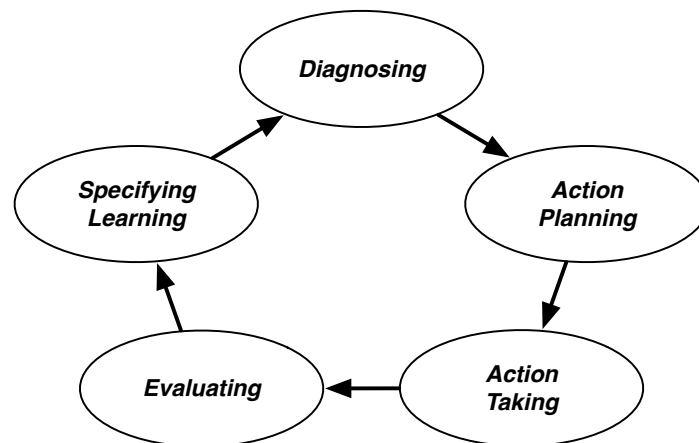 Diagnosing
Specifying
Learning
Action
Planning
Evaluating
Action
Taking